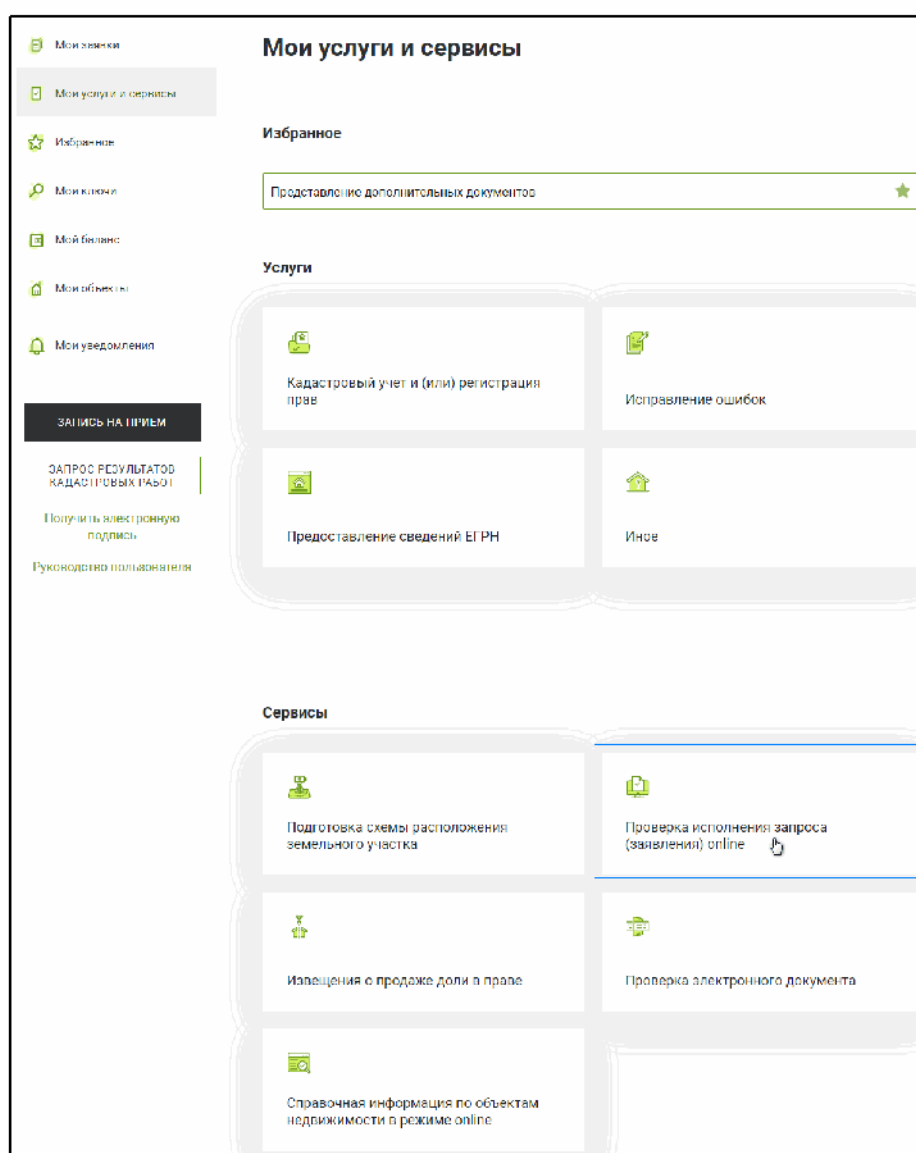 Мои заявки
Мои услуги и сервисы
Избранное
Мои ключи
Мой баланс
Мои объекты
Мои уведомления
ЗАПИСЬ НА ПРИЕМ
ЗАПРОС РЕЗУЛЬТАТОВ
КАДАСТРОВЫХ РАБОТ
Получить электронную
подпись
Руководство пользователя
Мои услуги и сервисы
Избранное
Представление дополнительных документов
Услуги
Кадастровый учет и (или) регистрация
прав
Исправление ошибок
Предоставление сведений ЕГРН
Иное
Сервисы
Подготовка схемы расположения
земельного участка
Проверка исполнения запроса
(заявления) online
Извещения о продаже доли в праве
Проверка электронного документа
Справочная информация по объектам
недвижимости в режиме online